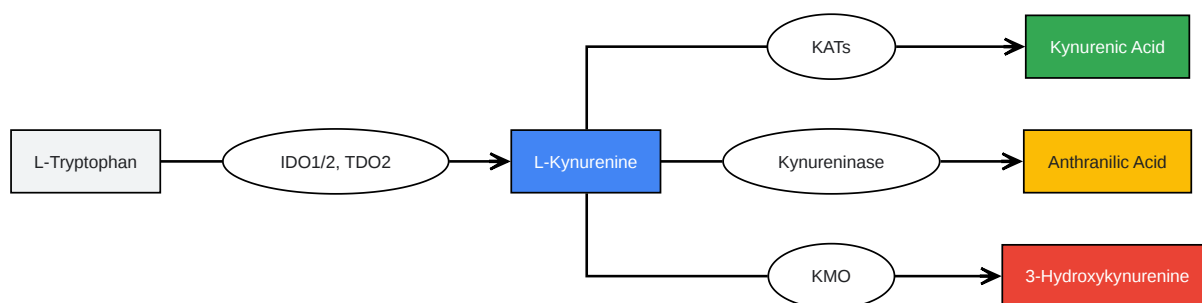 KATs
Kynurenic Acid
L-Tryptophan
IDO1/2, TDO2
L-Kynurenine
Kynureninase
Anthranilic Acid
KMO
3-Hydroxykynurenine